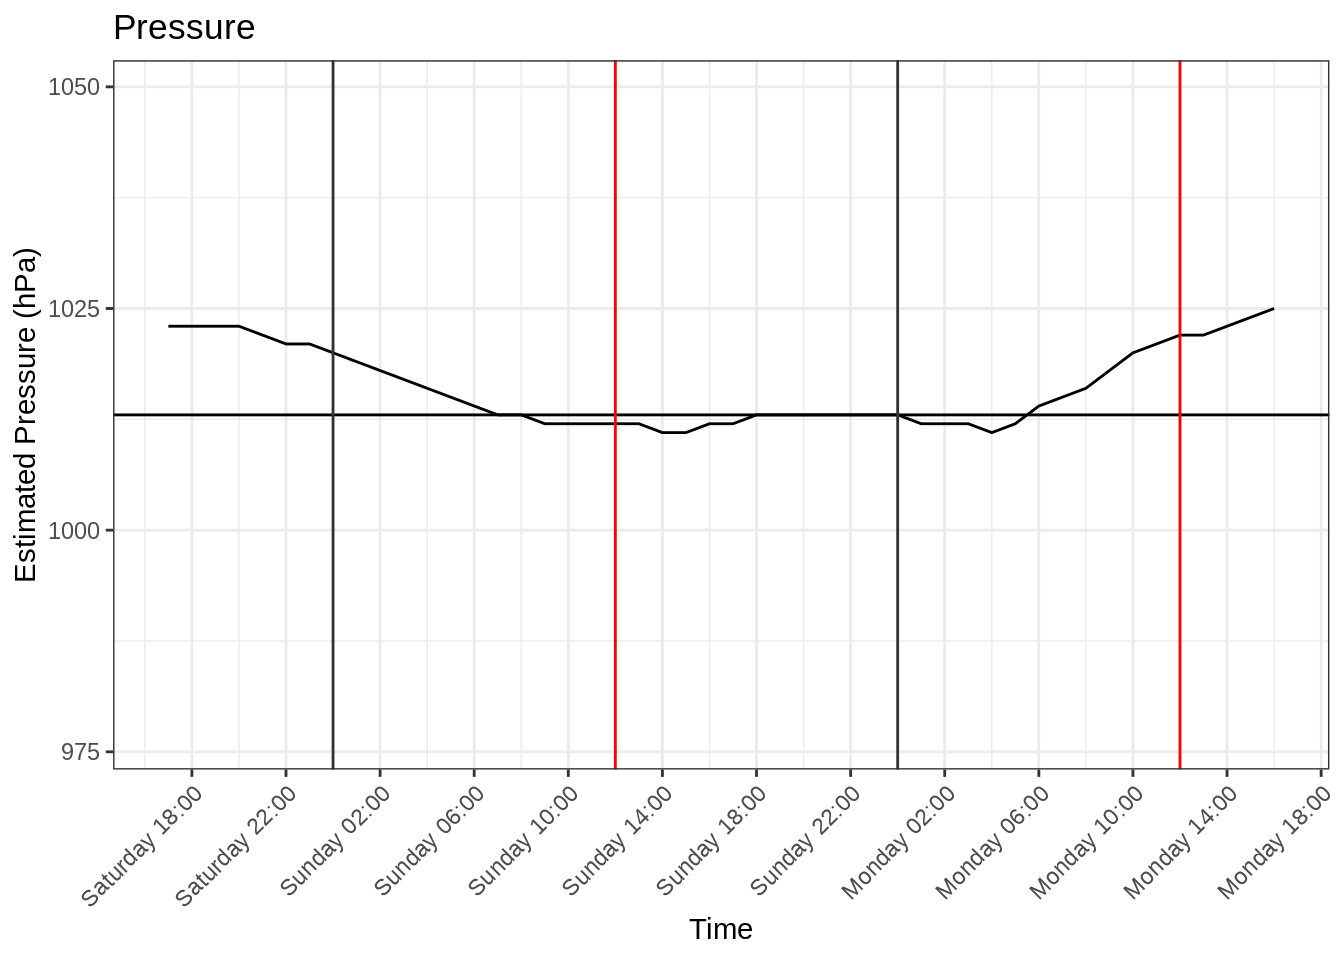 Pressure
Estimated Pressure (hPa)
1050
1025
1000
975
Saturday 18:00
Saturday 22:00
Sunday 02:00
Sunday 06:00
Sunday 10:00
Sunday 14:00
Sunday 18:00
Sunday 22:00
Monday 02:00
Monday 06:00
Monday 10:00
Monday 14:00
Monday 18:00
Time